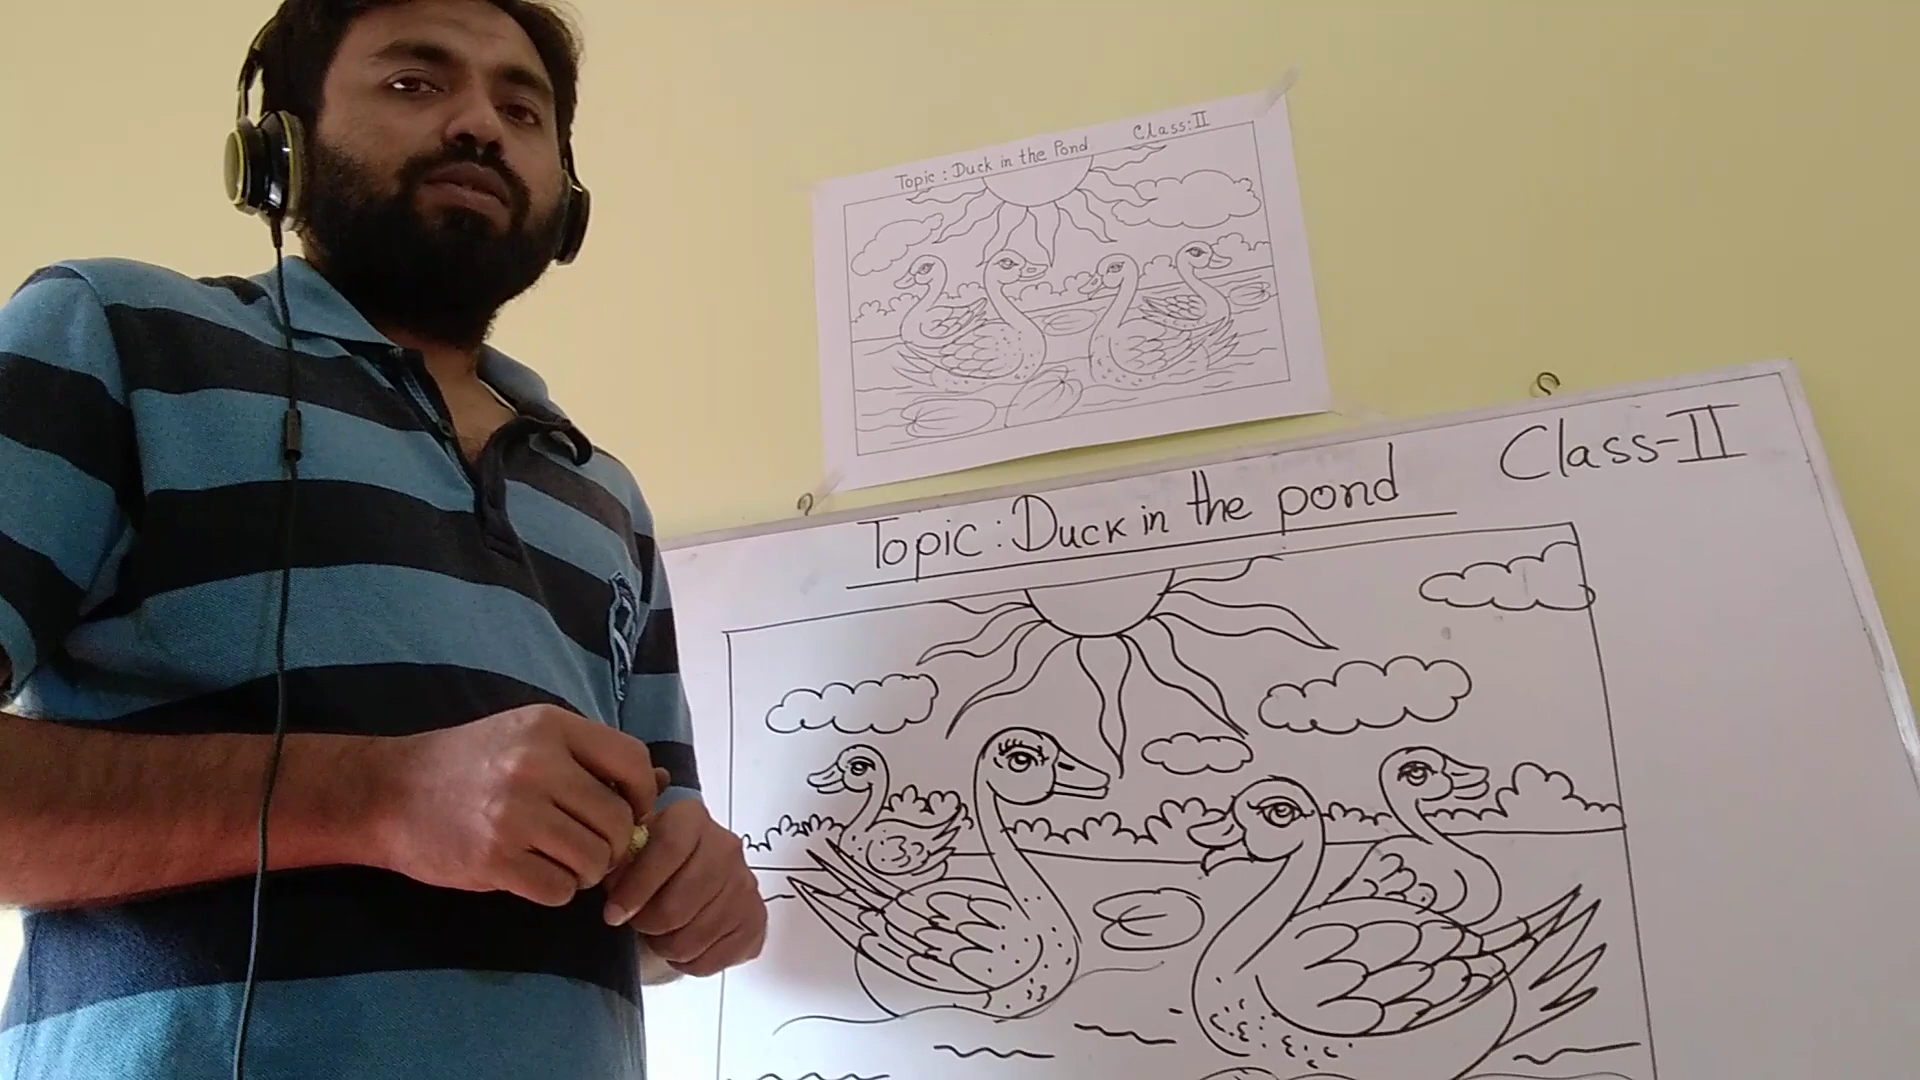 Topic : Duck in the Pond
Class: II
Topic : Duck in the pond
Class-II